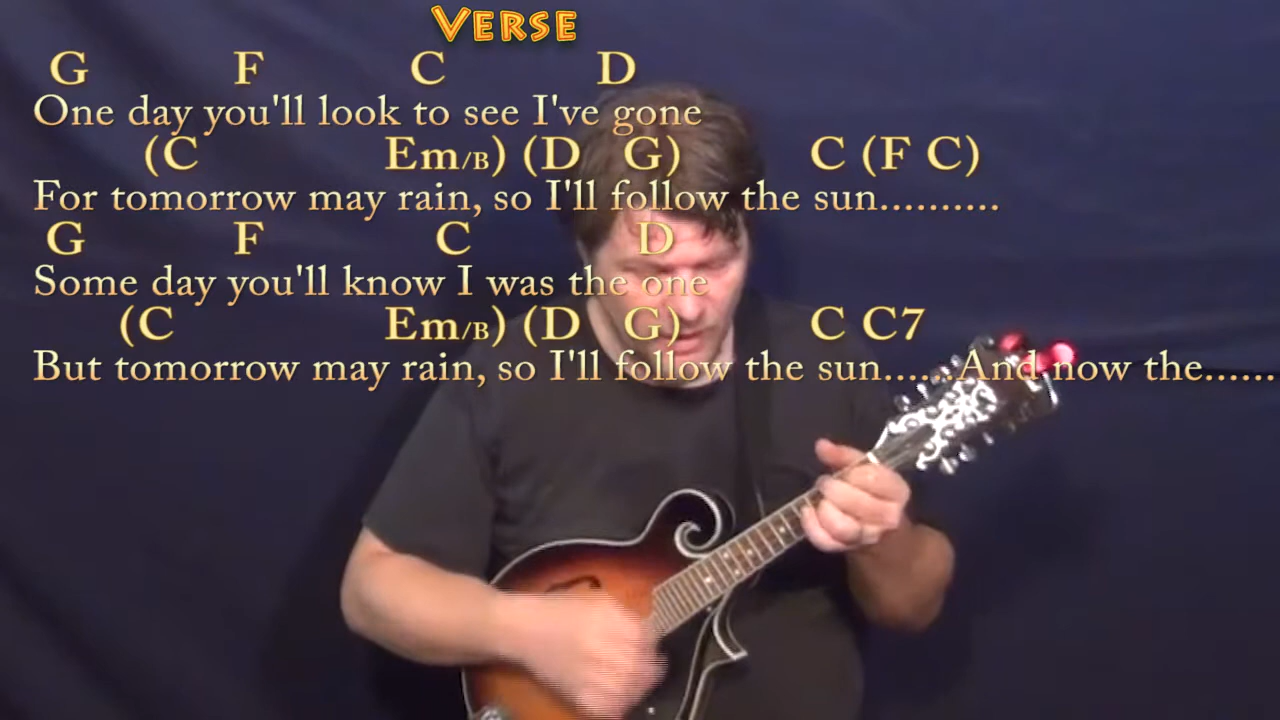 VERSE
G F C D
One day you'll look to see I've gone
(C Em/B) (D G) C (F C)
For tomorrow may rain, so I'll follow the sun..........
G F C D
Some day you'll know I was the one
(C Em/B) (D G) C C7
But tomorrow may rain, so I'll follow the sun......And now the......